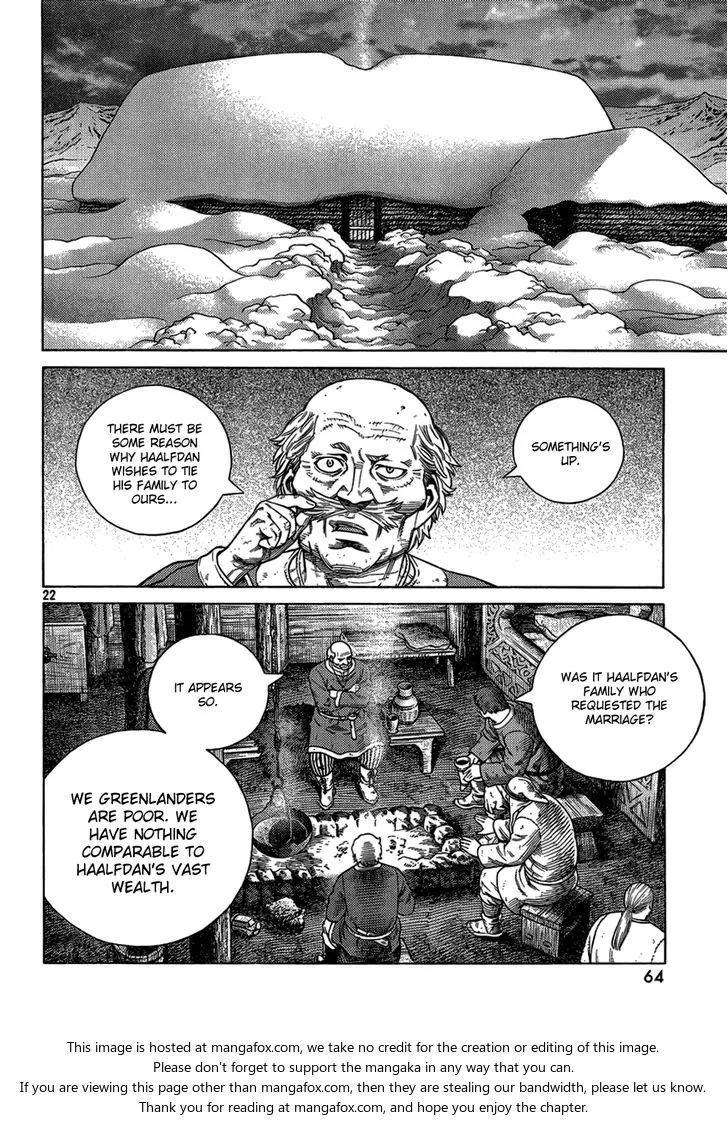 SOMETHING'S
UP.
THERE MUST BE
SOME REASON
WHY HAALFDAN
WISHES TO TIE
HIS FAMILY TO
OURS...
22
WAS IT HAALFDAN'S
FAMILY WHO
REQUESTED THE
MARRIAGE?
IT APPEARS
SO.
WE GREENLANDERS
ARE POOR. WE
HAVE NOTHING
COMPARABLE TO
HAALFDAN'S VAST
WEALTH.
64
This image is hosted at mangafox.com, we take no credit for the creation or editing of this image.
Please don't forget to support the mangaka in any way that you can.
If you are viewing this page other than mangafox.com, then they are stealing our bandwidth, please let us know.
Thank you for reading at mangafox.com, and hope you enjoy the chapter.